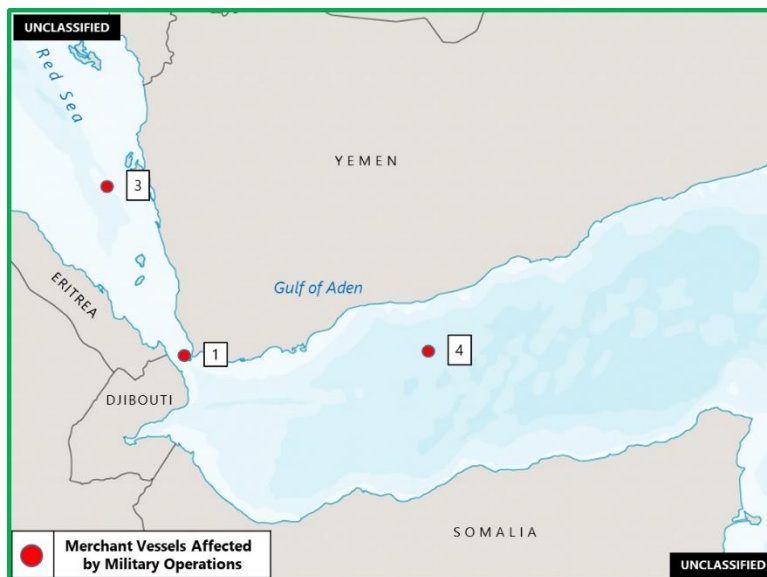 UNCLASSIFIED
Red Sea
YEMEN
3
Gulf of Aden
ERITREA
1
4
DJIBOUTI
SOMALIA
Merchant Vessels Affected
by Military Operations
UNCLASSIFIED